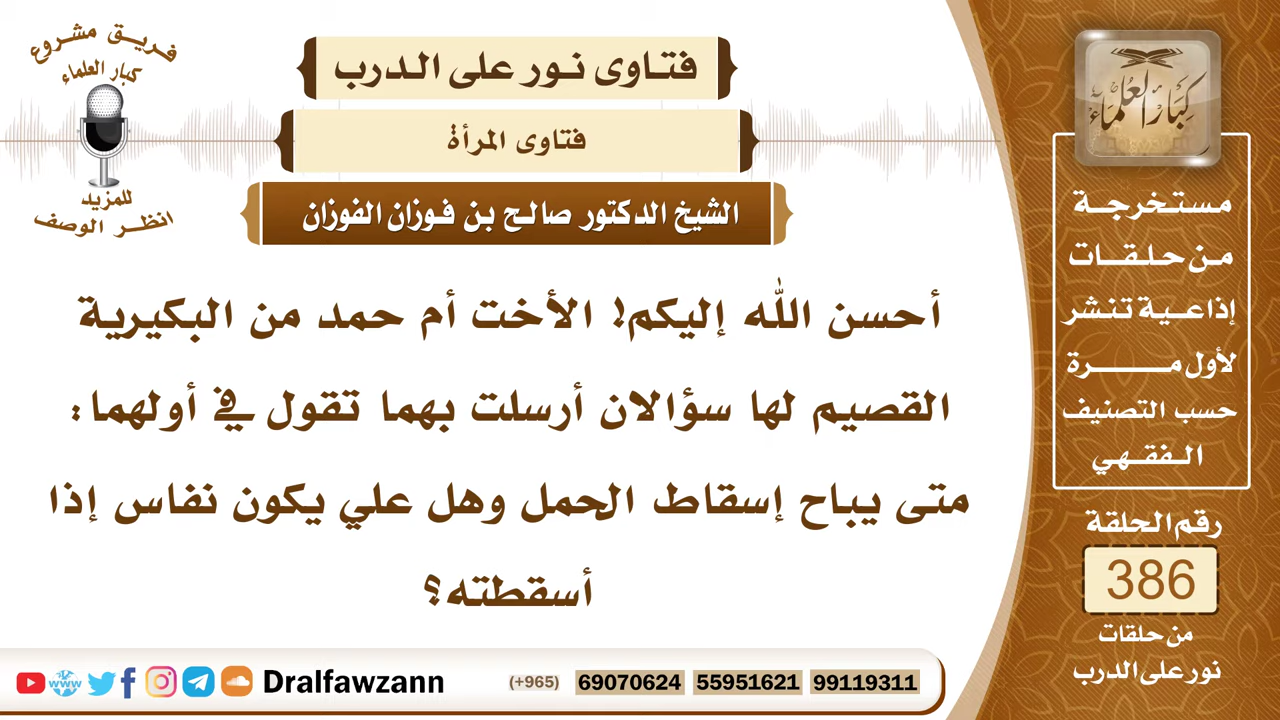 فريق مشروع
كبار العلماء
للمزيد
انظر الوصف
فتاوى نور على الدرب
فتاوى المرأة
الشيخ الدكتور صالح بن فوزان الفوزان
أحسن الله إليكم! الأخت أم حمد من البكيرية
القصيم لها سؤالان أرسلت بهما تقول في أولهما:
متى يباح إسقاط الحمل وهل علي يكون نفاس إذا
أسقطته؟
كبار العلماء
مستخرجة
من حلقات
إذاعية تنشر
لأول مرة
حسب التصنيف
الفقهي
رقم الحلقة
386
من حلقات
نور على الدرب
www
Dralfawzann
(+965) 69070624 55951621 99119311